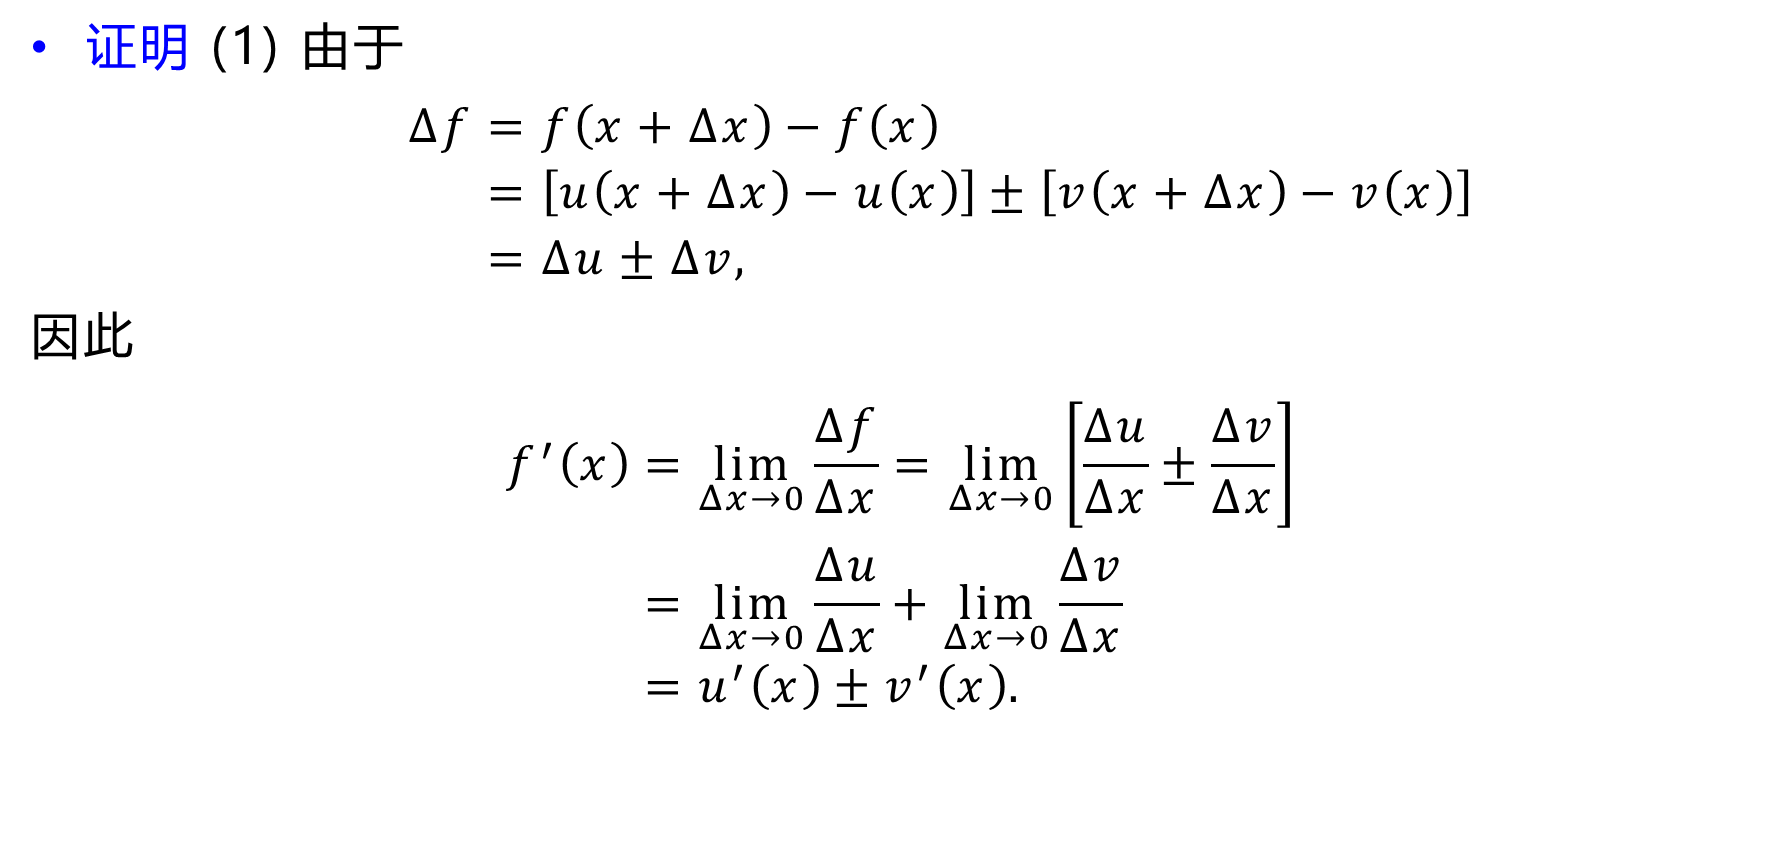 • 证明 (1) 由于
Δf = f(x + Δx) − f(x)
= [u(x + Δx) − u(x)] ± [v(x + Δx) − v(x)]
= Δu ± Δv,
因此
f′(x) = lim_{Δx→0} Δf/Δx = lim_{Δx→0} [Δu/Δx ± Δv/Δx]
= lim_{Δx→0} Δu/Δx + lim_{Δx→0} Δv/Δx
= u′(x) ± v′(x).